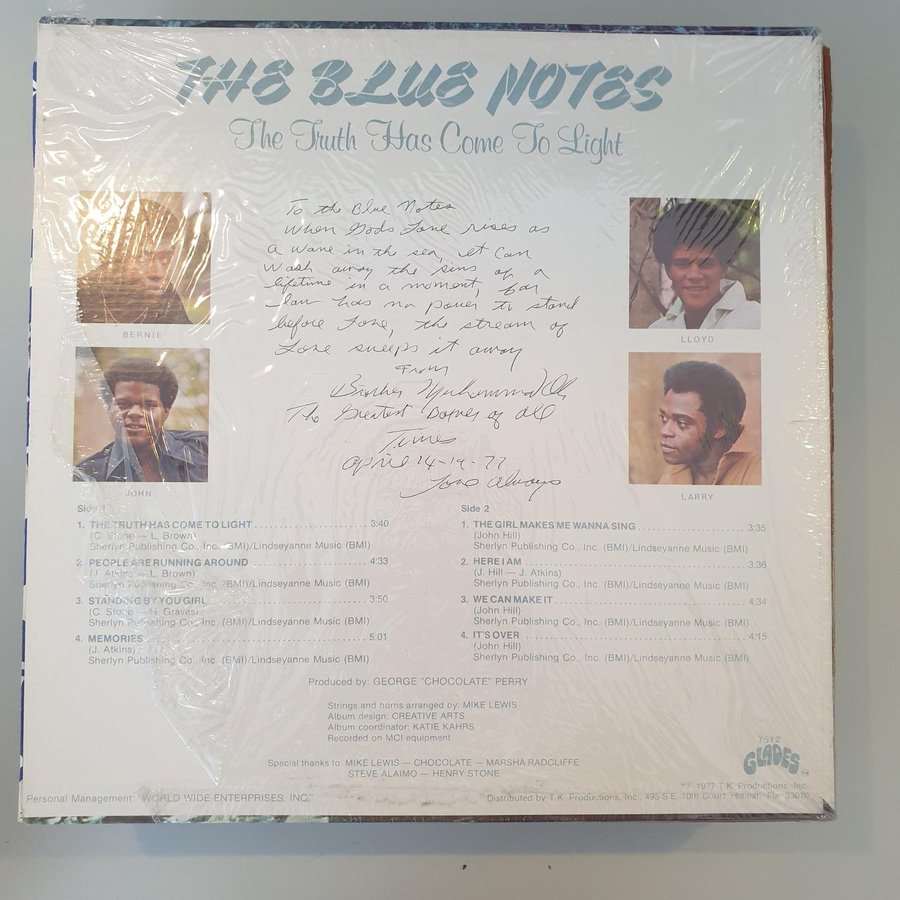 THE BLUE NOTES
The Truth Has Come To Light
To the Blue Notes
When Gods Love rises as
a wave in the sea, it can
wash away the sins of a
lifetime in a moment, for
law has no power to stand
before Love, the stream of
Love sweeps it away
From
Brother Muhammad Ali
The Greatest of all
Times
April 14-19-77
Love Always
BERNIE
LLOYD
JOHN
LARRY
Side 1
1. THE TRUTH HAS COME TO LIGHT 3:40
(C. Stone — L. Brown)
Sherlyn Publishing Co., Inc. (BMI)/Lindseyanne Music (BMI)
2. PEOPLE ARE RUNNING AROUND 4:33
(J. Atkins — L. Brown)
Sherlyn Publishing Co., Inc. (BMI)/Lindseyanne Music (BMI)
3. STANDING BY YOU GIRL 3:50
(C. Stone — H. Graves)
Sherlyn Publishing Co., Inc. (BMI)/Lindseyanne Music (BMI)
4. MEMORIES 5:01
(J. Atkins)
Sherlyn Publishing Co., Inc. (BMI)/Lindseyanne Music (BMI)
Side 2
1. THE GIRL MAKES ME WANNA SING 3:35
(John Hill)
Sherlyn Publishing Co., Inc. (BMI)/Lindseyanne Music (BMI)
2. HERE I AM 3:36
(J. Hill — J. Atkins)
Sherlyn Publishing Co., Inc. (BMI)/Lindseyanne Music (BMI)
3. WE CAN MAKE IT 4:34
(John Hill)
Sherlyn Publishing Co., Inc. (BMI)/Lindseyanne Music (BMI)
4. IT'S OVER 4:15
(John Hill)
Sherlyn Publishing Co., Inc. (BMI)/Lindseyanne Music (BMI)
Produced by: GEORGE "CHOCOLATE" PERRY
Strings and horns arranged by: MIKE LEWIS
Album design: CREATIVE ARTS
Album coordinator: KATIE KAHRS
Recorded on MCI equipment
Special thanks to: MIKE LEWIS — CHOCOLATE — MARSHA RADCLIFFE
STEVE ALAIMO — HENRY STONE
7512
GLADES
Personal Management: WORLD WIDE ENTERPRISES, INC.
1977 T.K. Productions, Inc.
Distributed by T.K. Productions, Inc., 495 S.E. 10th Court, Hialeah, Fla. 33010